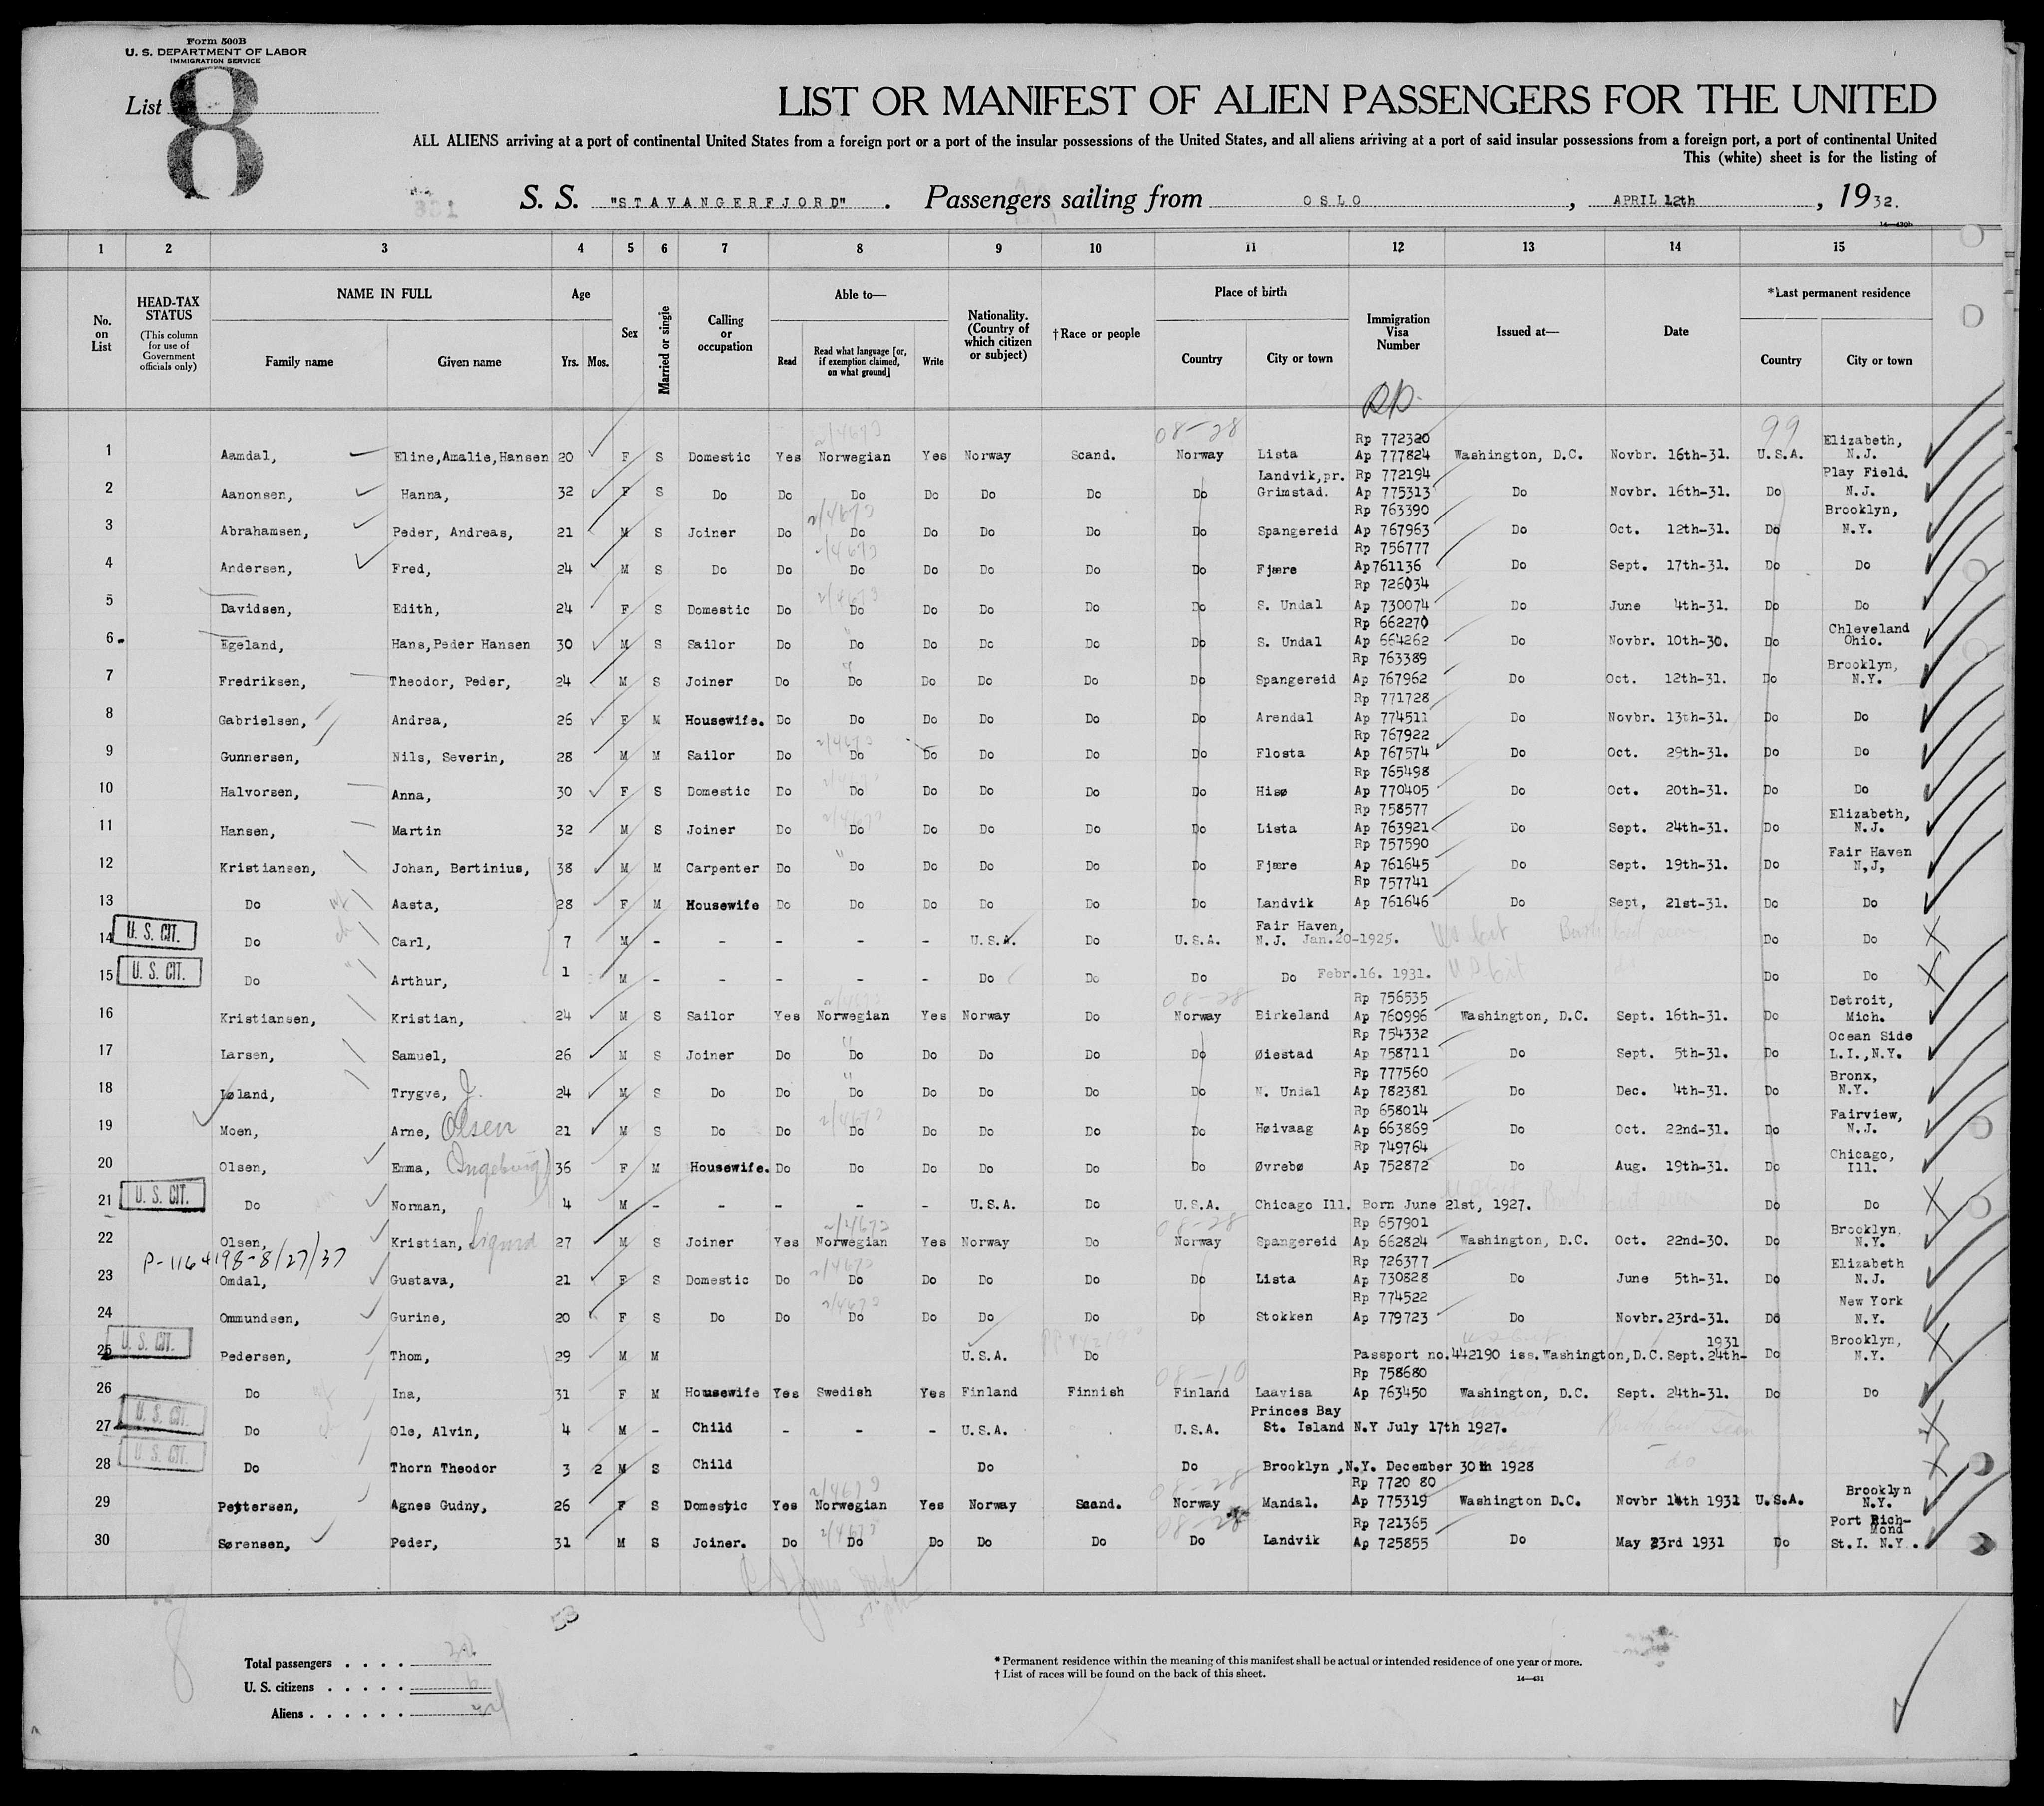 Form 500B
U. S. DEPARTMENT OF LABOR
IMMIGRATION SERVICE
List 8
LIST OR MANIFEST OF ALIEN PASSENGERS FOR THE UNITED
ALL ALIENS arriving at a port of continental United States from a foreign port or a port of the insular possessions of the United States, and all aliens arriving at a port of said insular possessions from a foreign port, a port of continental United
This (white) sheet is for the listing of
S. S. "STAVANGERFJORD". Passengers sailing from OSLO, APRIL 12th, 1932.
14—430b
1 2 3 4 5 6 7 8 9 10 11 12 13 14 15
No. on List
HEAD-TAX STATUS
(This column for use of Government officials only)
NAME IN FULL
Family name Given name
Age
Yrs. Mos.
Sex
Married or single
Calling or occupation
Able to—
Read Read what language [or, if exemption claimed, on what ground] Write
Nationality. (Country of which citizen or subject)
†Race or people
Place of birth
Country City or town
Immigration Visa Number
Issued at—
Date
*Last permanent residence
Country City or town
08-28 99
1 Aamdal, Eline,Amalie,Hansen 20 F S Domestic Yes Norwegian Yes Norway Scand. Norway Lista Rp 772320 Ap 777824 Washington, D.C. Novbr. 16th-31. U.S.A. Elizabeth, N.J.
2 Aanonsen, Hanna, 32 F S Do Do Do Do Do Do Do Landvik,pr. Grimstad. Rp 772194 Ap 775313 Do Novbr. 16th-31. Do Play Field. N.J.
3 Abrahamsen, Peder, Andreas, 21 M S Joiner Do Do Do Do Do Do Spangereid Rp 763390 Ap 767963 Do Oct. 12th-31. Do Brooklyn, N.Y.
4 Andersen, Fred, 24 M S Do Do Do Do Do Do Do Fjære Rp 756777 Ap761136 Do Sept. 17th-31. Do Do
5 Davidsen, Edith, 24 F S Domestic Do Do Do Do Do Do S. Undal Rp 726034 Ap 730074 Do June 4th-31. Do Do
6 Egeland, Hans,Peder Hansen 30 M S Sailor Do Do Do Do Do Do S. Undal Rp 662270 Ap 664262 Do Novbr. 10th-30. Do Chleveland Ohio.
7 Fredriksen, Theodor, Peder, 24 M S Joiner Do Do Do Do Do Do Spangereid Rp 763389 Ap 767962 Do Oct. 12th-31. Do Brooklyn, N.Y.
8 Gabrielsen, Andrea, 26 F M Housewife. Do Do Do Do Do Do Arendal Rp 771728 Ap 774511 Do Novbr. 13th-31. Do Do
9 Gunnersen, Nils, Severin, 28 M M Sailor Do Do Do Do Do Do Flosta Rp 767922 Ap 767574 Do Oct. 29th-31. Do Do
10 Halvorsen, Anna, 30 F S Domestic Do Do Do Do Do Do Hisø Rp 765498 Ap 770405 Do Oct. 20th-31. Do Do
11 Hansen, Martin 32 M S Joiner Do Do Do Do Do Do Lista Rp 758577 Ap 763921 Do Sept. 24th-31. Do Elizabeth, N.J.
12 Kristiansen, Johan, Bertinius, 38 M M Carpenter Do Do Do Do Do Do Fjære Rp 757590 Ap 761645 Do Sept. 19th-31. Do Fair Haven N,J,
13 Do Aasta, 28 F M Housewife Do Do Do Do Do Do Landvik Rp 757741 Ap 761646 Do Sept, 21st-31. Do Do
14 U. S. CIT. Do Carl, 7 M - - - - - U.S.A. Do U.S.A. Fair Haven, N.J. Jan.20-1925. Do Do
15 U. S. CIT. Do Arthur, 1 M - - - - - Do Do Do Do Febr.16. 1931. Do Do
08-28
16 Kristiansen, Kristian, 24 M S Sailor Yes Norwegian Yes Norway Do Norway Birkeland Rp 756535 Ap 760996 Washington, D.C. Sept. 16th-31. Do Detroit, Mich.
17 Larsen, Samuel, 26 M S Joiner Do Do Do Do Do Do Øiestad Rp 754332 Ap 758711 Do Sept. 5th-31. Do Ocean Side L.I.,N.Y.
18 Løland, Trygve, J. 24 M S Do Do Do Do Do Do Do N. Undal Rp 777560 Ap 782381 Do Dec. 4th-31. Do Bronx, N.Y.
19 Moen, Arne, Olsen 21 M S Do Do Do Do Do Do Do Høivaag Rp 658014 Ap 663869 Do Oct. 22nd-31. Do Fairview, N.J.
20 Olsen, Emma, (Ingeborg) 36 F M Housewife. Do Do Do Do Do Do Øvrebø Rp 749764 Ap 752872 Do Aug. 19th-31. Do Chicago, Ill.
21 U. S. CIT. Do Norman, 4 M - - - - - U.S.A. Do U.S.A. Chicago Ill. Born June 21st, 1927. Do Do
08-28
22 Olsen, Kristian, Sigurd 27 M S Joiner Yes Norwegian Yes Norway Do Norway Spangereid Rp 657901 Ap 662824 Washington, D.C. Oct. 22nd-30. Do Brooklyn, N.Y.
P-1164198-8/27/37
23 Omdal, Gustava, 21 F S Domestic Do Do Do Do Do Do Lista Rp 726377 Ap 730828 Do June 5th-31. Do Elizabeth N.J.
24 Ommundsen, Gurine, 20 F S Do Do Do Do Do Do Do Stokken Rp 774522 Ap 779723 Do Novbr.23rd-31. Do New York N.Y.
25 U. S. CIT. Pedersen, Thom, 29 M M U.S.A. Do Passport no.442190 iss.Washington,D.C.Sept.24th- 1931 Do Brooklyn, N.Y.
08-10
26 Do Ina, 31 F M Housewife Yes Swedish Yes Finland Finnish Finland Laavisa Rp 758680 Ap 763450 Washington, D.C. Sept. 24th-31. Do Do
27 U. S. CIT. Do Ole, Alvin, 4 M - Child - - - U.S.A. U.S.A. Princes Bay St. Island N.Y July 17th 1927.
28 U. S. CIT. Do Thorn Theodor 3 2 M S Child Do Do Brooklyn ,N.Y. December 30th 1928
08-28
29 Pettersen, Agnes Gudny, 26 F S Domestic Yes Norwegian Yes Norway Scand. Norway Mandal. Rp 7720 80 Ap 775319 Washington D.C. Novbr 14th 1931 U.S.A. Brooklyn N.Y.
08-28
30 Sørensen, Peder, 31 M S Joiner. Do Do Do Do Do Do Landvik Rp 721365 Ap 725855 Do May 23rd 1931 Do Port Rich- Mond St.I. N.Y.
Total passengers . . . .
U. S. citizens . . . . .
Aliens . . . . . .
* Permanent residence within the meaning of this manifest shall be actual or intended residence of one year or more.
† List of races will be found on the back of this sheet.
14—431